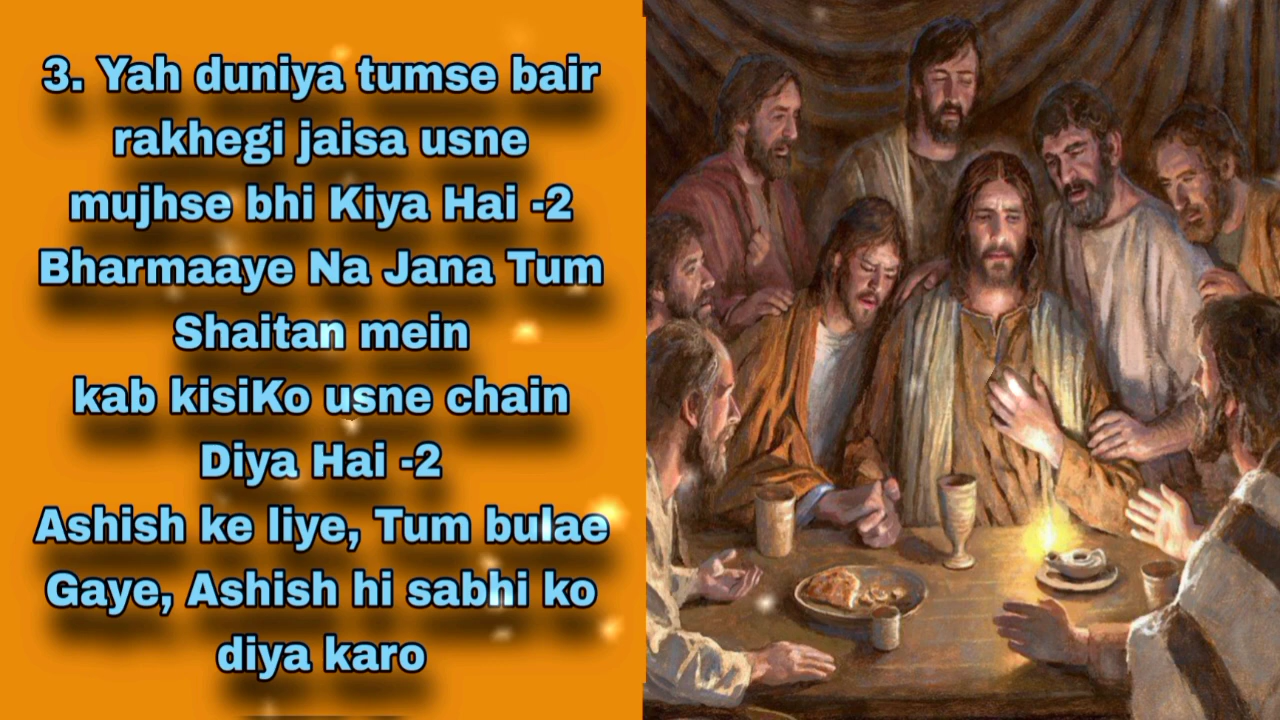 3. Yah duniya tumse bair
rakhegi jaisa usne
mujhse bhi Kiya Hai -2
Bharmaaye Na Jana Tum
Shaitan mein
kab kisiKo usne chain
Diya Hai -2
Ashish ke liye, Tum bulae
Gaye, Ashish hi sabhi ko
diya karo